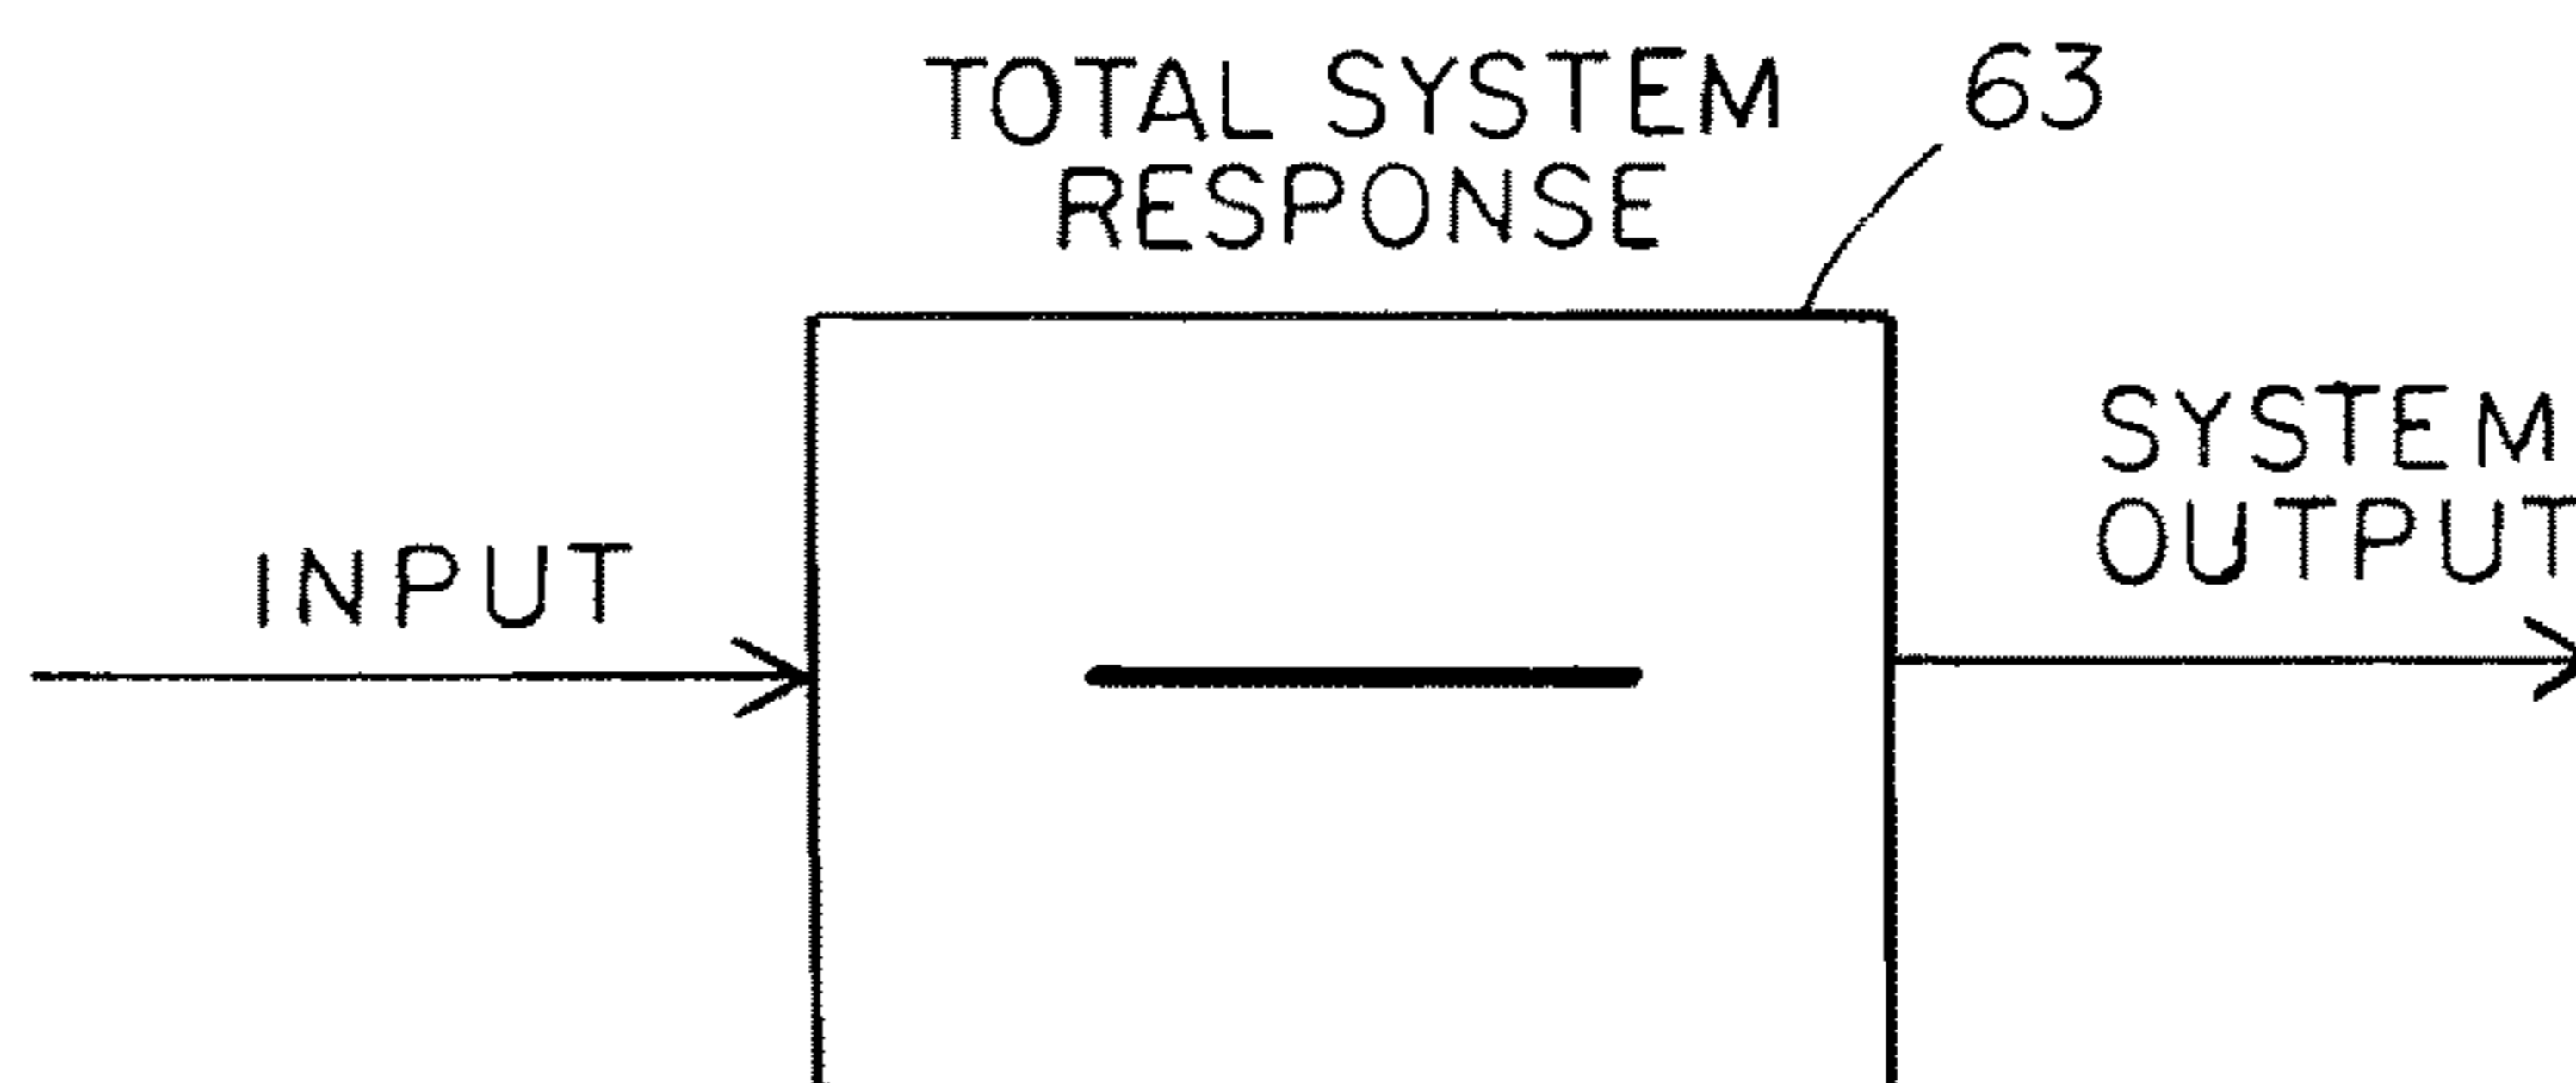 TOTAL SYSTEM
RESPONSE
63
INPUT
SYSTEM
OUTPUT